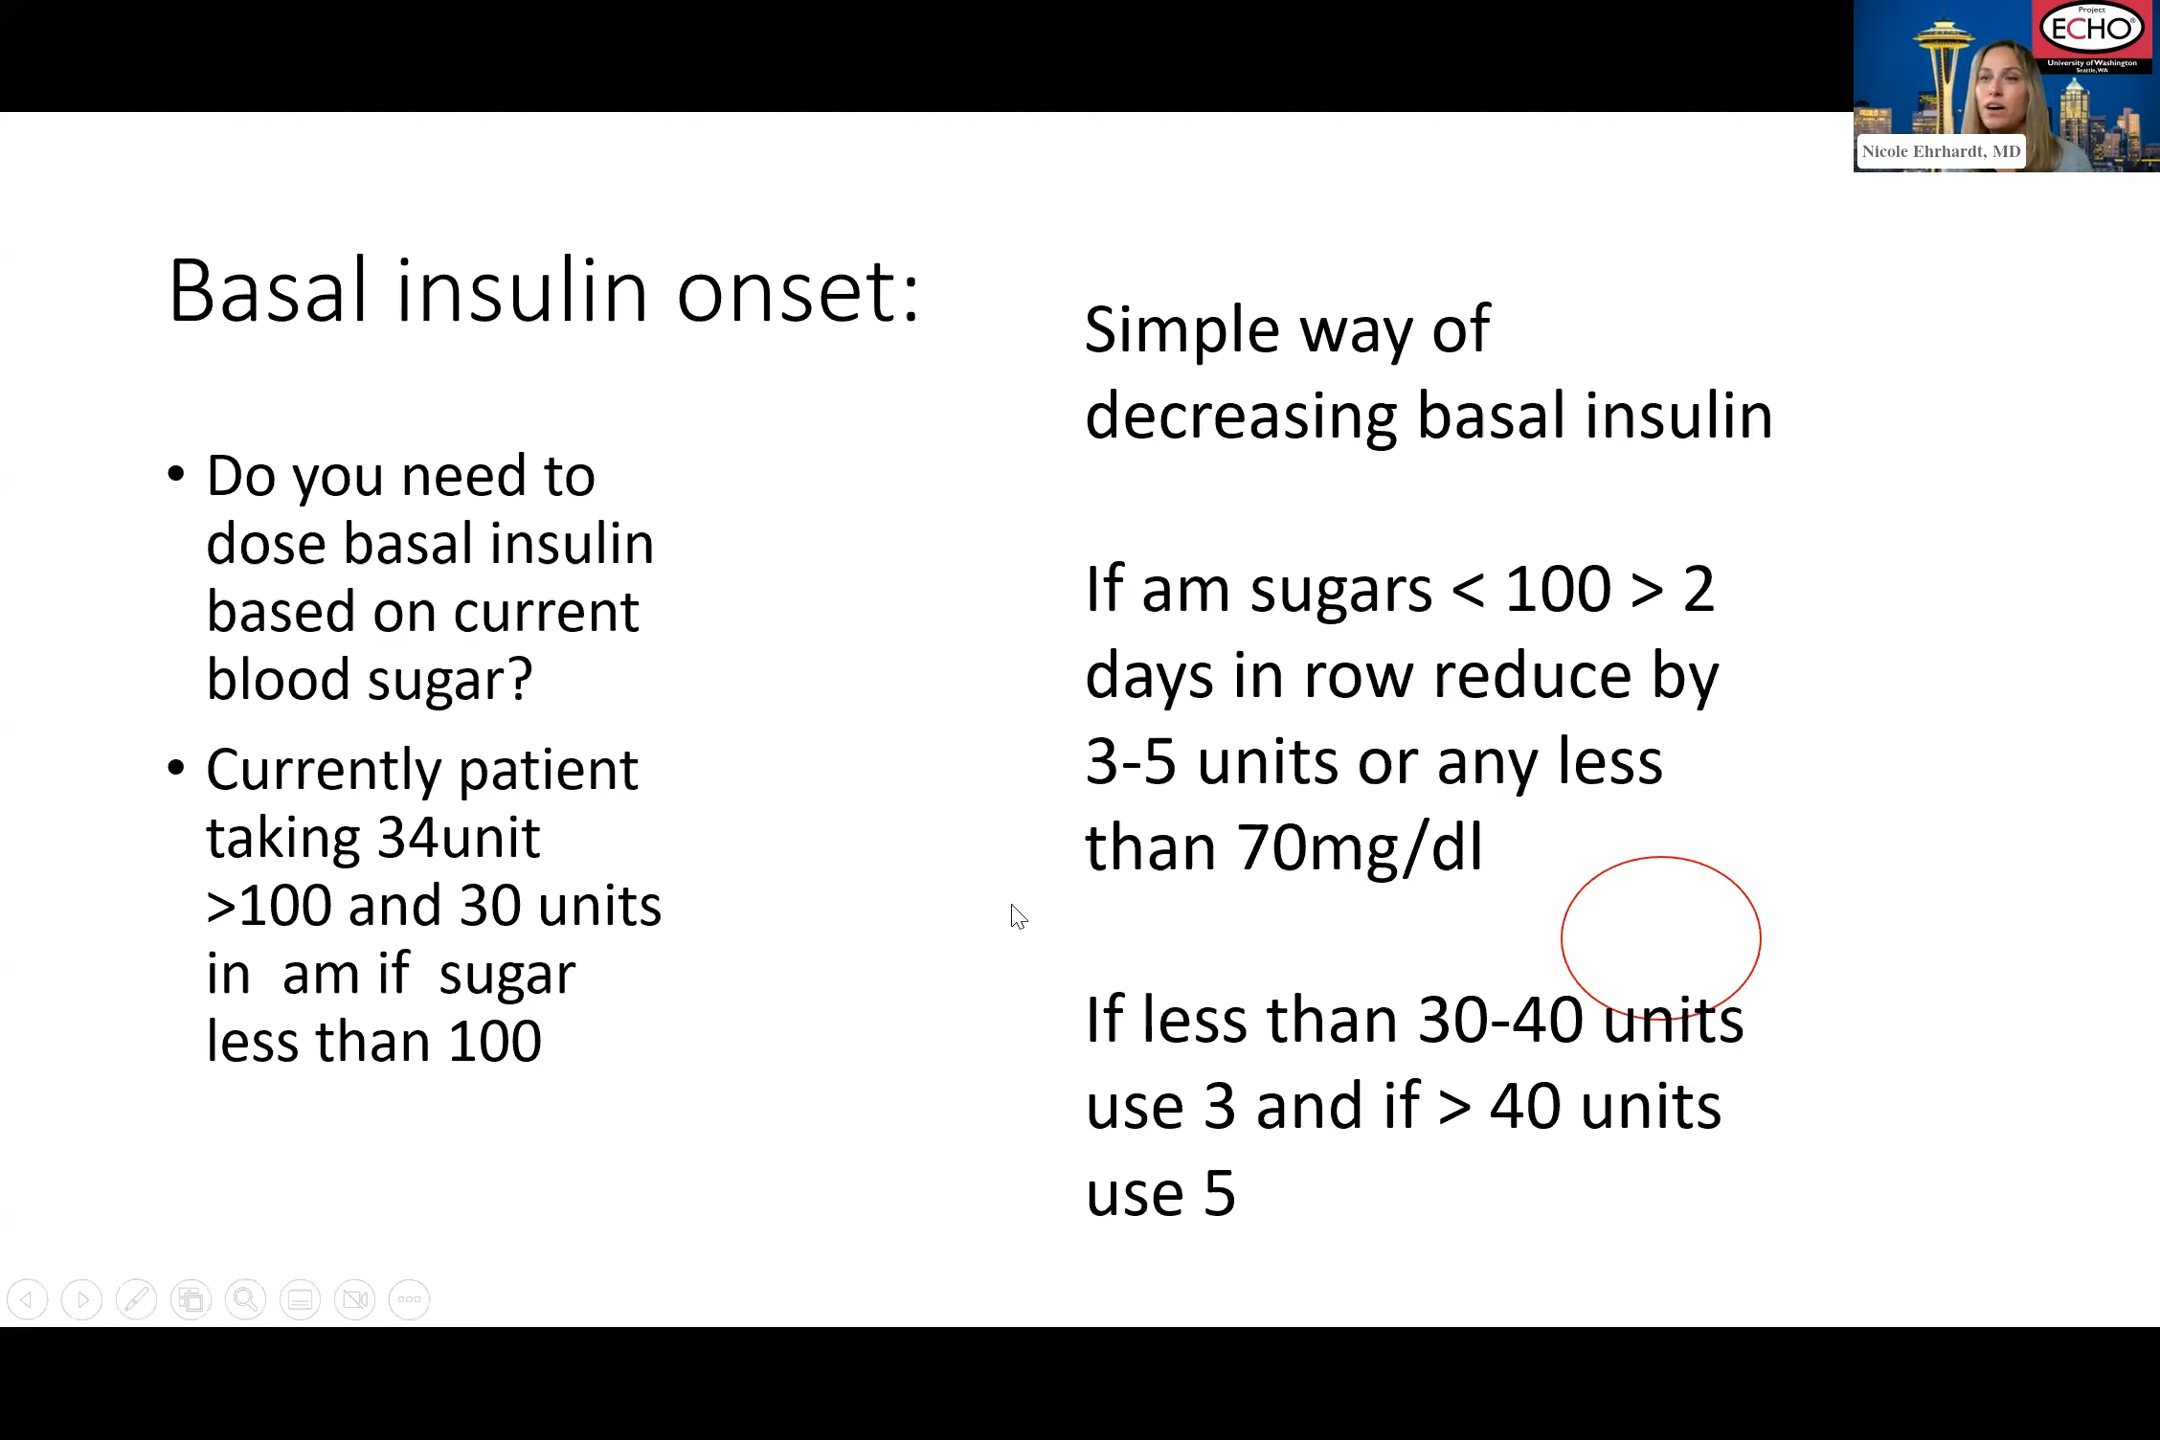 Project
ECHO®
University of Washington
Seattle, WA
Nicole Ehrhardt, MD
Basal insulin onset:
• Do you need to
dose basal insulin
based on current
blood sugar?
• Currently patient
taking 34unit
>100 and 30 units
in am if sugar
less than 100
Simple way of
decreasing basal insulin
If am sugars < 100 > 2
days in row reduce by
3-5 units or any less
than 70mg/dl
If less than 30-40 units
use 3 and if > 40 units
use 5